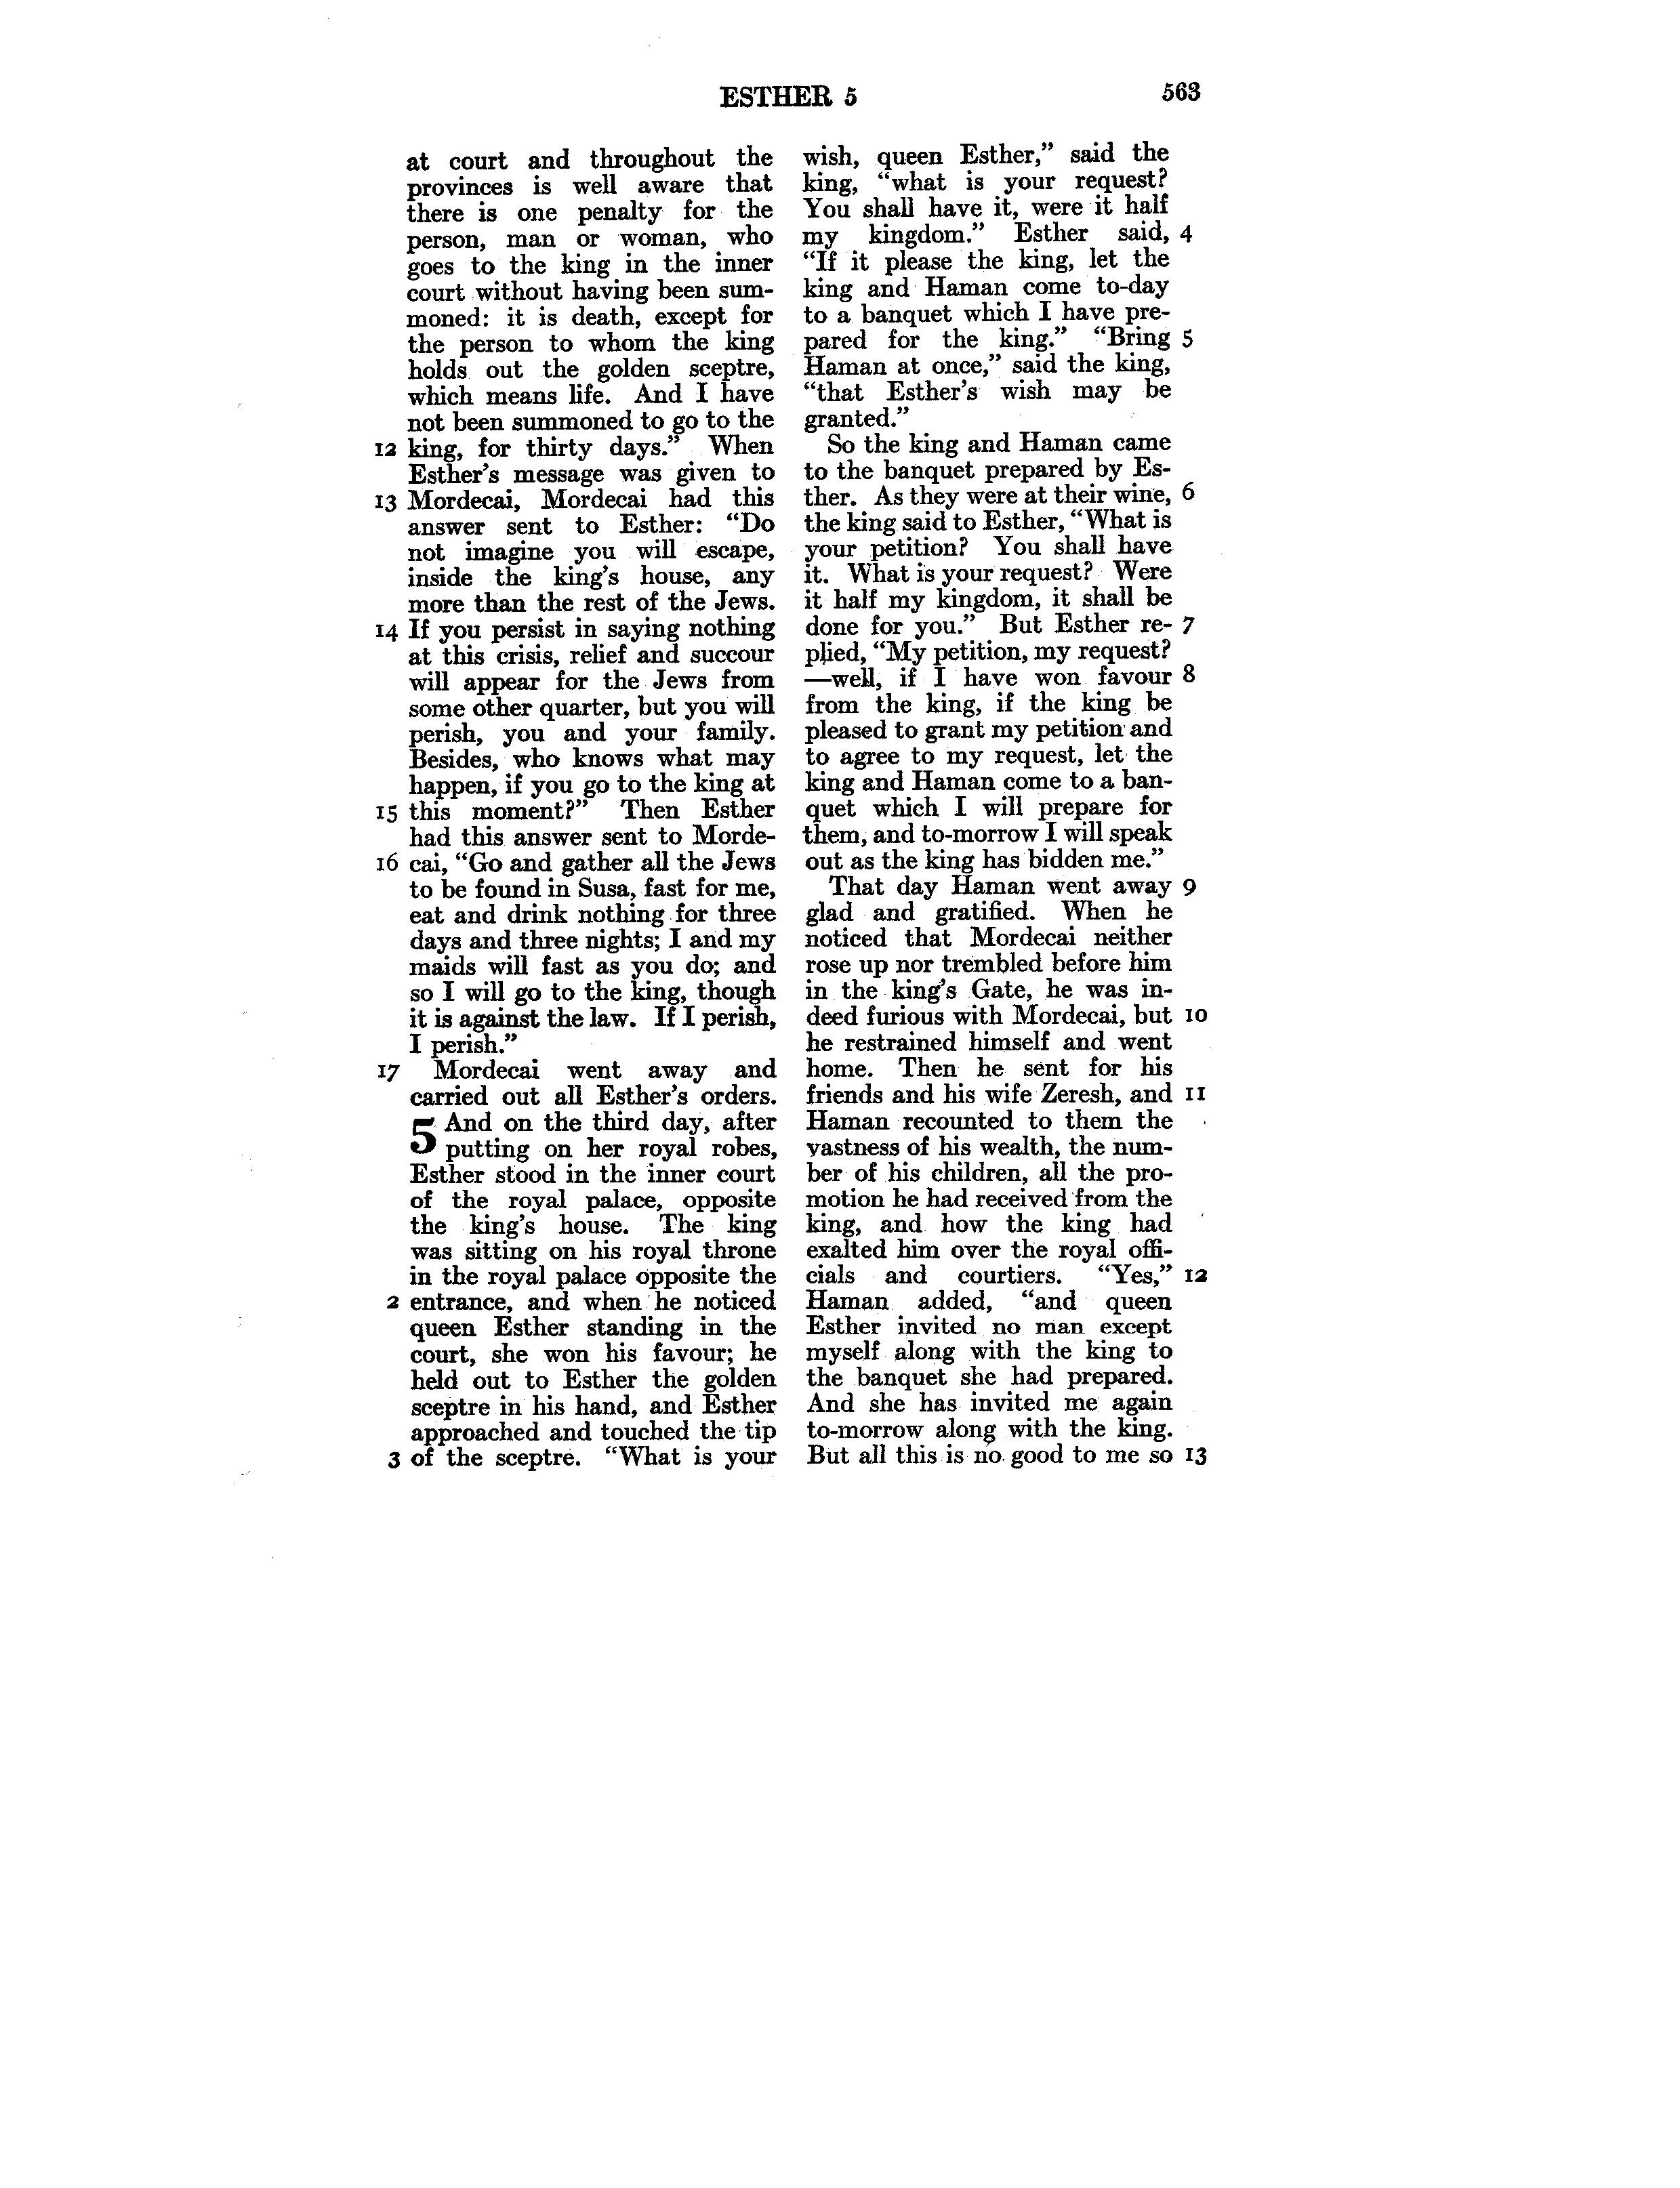 ESTHER 5
563
at court and throughout the
provinces is well aware that
there is one penalty for the
person, man or woman, who
goes to the king in the inner
court without having been sum-
moned: it is death, except for
the person to whom the king
holds out the golden sceptre,
which means life. And I have
not been summoned to go to the
12 king, for thirty days.” When
Esther’s message was given to
13 Mordecai, Mordecai had this
answer sent to Esther: “Do
not imagine you will escape,
inside the king’s house, any
more than the rest of the Jews.
14 If you persist in saying nothing
at this crisis, relief and succour
will appear for the Jews from
some other quarter, but you will
perish, you and your family.
Besides, who knows what may
happen, if you go to the king at
15 this moment?” Then Esther
had this answer sent to Morde-
16 cai, “Go and gather all the Jews
to be found in Susa, fast for me,
eat and drink nothing for three
days and three nights; I and my
maids will fast as you do; and
so I will go to the king, though
it is against the law. If I perish,
I perish.”
17 Mordecai went away and
carried out all Esther’s orders.
5 And on the third day, after
putting on her royal robes,
Esther stood in the inner court
of the royal palace, opposite
the king’s house. The king
was sitting on his royal throne
in the royal palace opposite the
2 entrance, and when he noticed
queen Esther standing in the
court, she won his favour; he
held out to Esther the golden
sceptre in his hand, and Esther
approached and touched the tip
3 of the sceptre. “What is your
wish, queen Esther,” said the
king, “what is your request?
You shall have it, were it half
my kingdom.” Esther said, 4
“If it please the king, let the
king and Haman come to-day
to a banquet which I have pre-
pared for the king.” “Bring 5
Haman at once,” said the king,
“that Esther’s wish may be
granted.”
So the king and Haman came
to the banquet prepared by Es-
ther. As they were at their wine, 6
the king said to Esther, “What is
your petition? You shall have
it. What is your request? Were
it half my kingdom, it shall be
done for you.” But Esther re- 7
plied, “My petition, my request?
—well, if I have won favour 8
from the king, if the king be
pleased to grant my petition and
to agree to my request, let the
king and Haman come to a ban-
quet which I will prepare for
them, and to-morrow I will speak
out as the king has bidden me.”
That day Haman went away 9
glad and gratified. When he
noticed that Mordecai neither
rose up nor trembled before him
in the king’s Gate, he was in-
deed furious with Mordecai, but 10
he restrained himself and went
home. Then he sent for his
friends and his wife Zeresh, and 11
Haman recounted to them the
vastness of his wealth, the num-
ber of his children, all the pro-
motion he had received from the
king, and how the king had
exalted him over the royal offi-
cials and courtiers. “Yes,” 12
Haman added, “and queen
Esther invited no man except
myself along with the king to
the banquet she had prepared.
And she has invited me again
to-morrow along with the king.
But all this is no good to me so 13